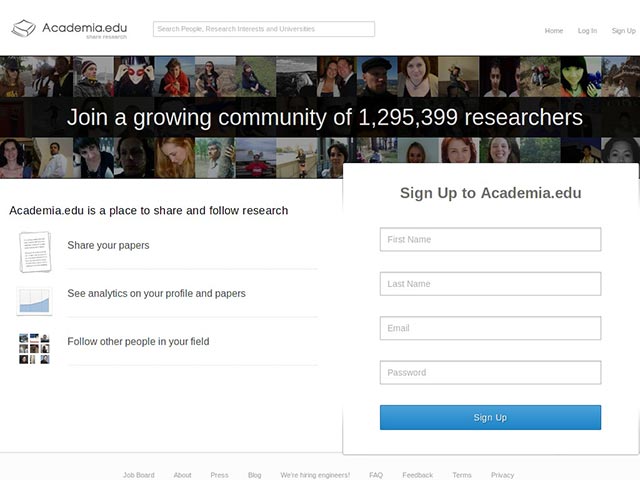 Academia.edu
share research
Search People, Research Interests and Universities
Home Log In Sign Up
Join a growing community of 1,295,399 researchers
Academia.edu is a place to share and follow research
Share your papers
See analytics on your profile and papers
Follow other people in your field
Sign Up to Academia.edu
First Name
Last Name
Email
Password
Sign Up
Job Board About Press Blog We're hiring engineers! FAQ Feedback Terms Privacy